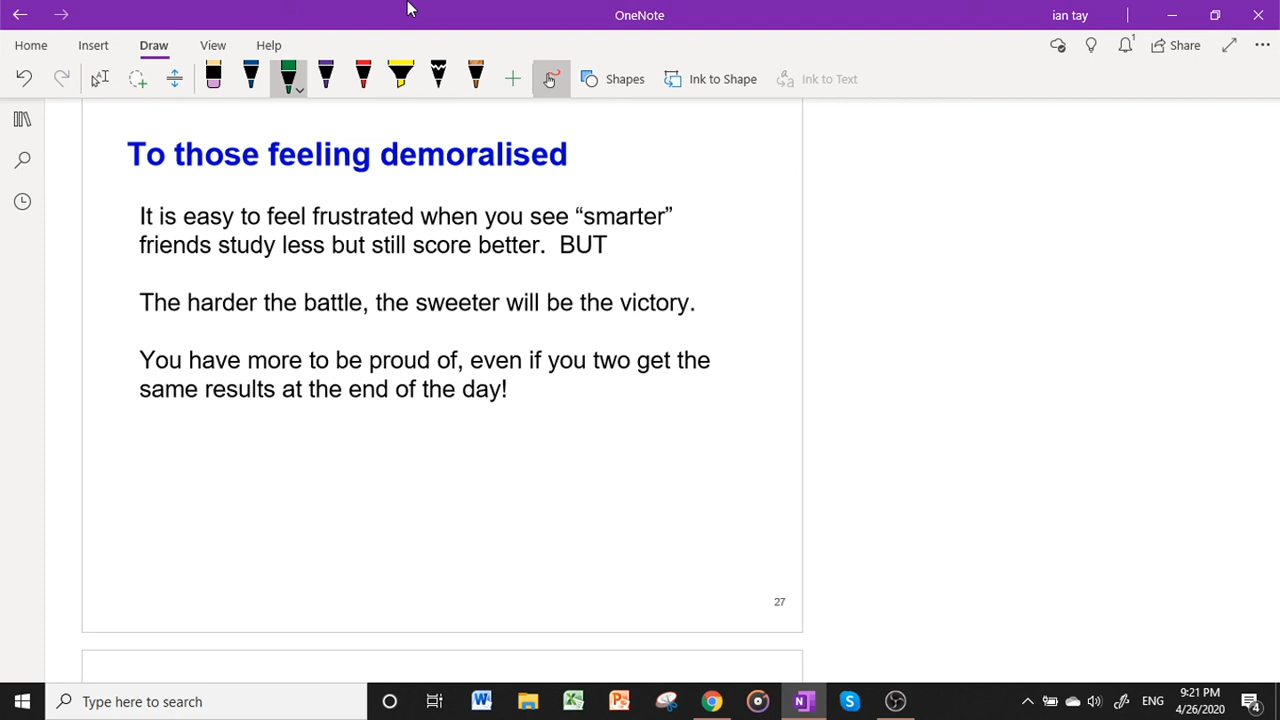 OneNote
ian tay
Home Insert Draw View Help
Share
Shapes
Ink to Shape
Ink to Text
To those feeling demoralised
It is easy to feel frustrated when you see “smarter”
friends study less but still score better. BUT
The harder the battle, the sweeter will be the victory.
You have more to be proud of, even if you two get the
same results at the end of the day!
27
Type here to search
ENG
9:21 PM
4/26/2020
4